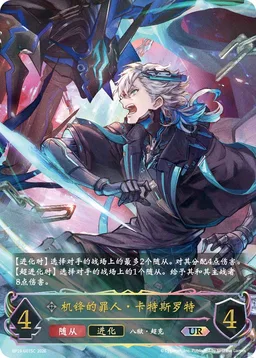 【进化时】选择对手的战场上的最多2个随从。对其分配4点伤害。
【超进化时】选择对手的战场上的1个随从。给予其和其主战者
8点伤害。
机锋的罪人·卡特斯罗特
4
4
随从
进化
八狱·超克
UR